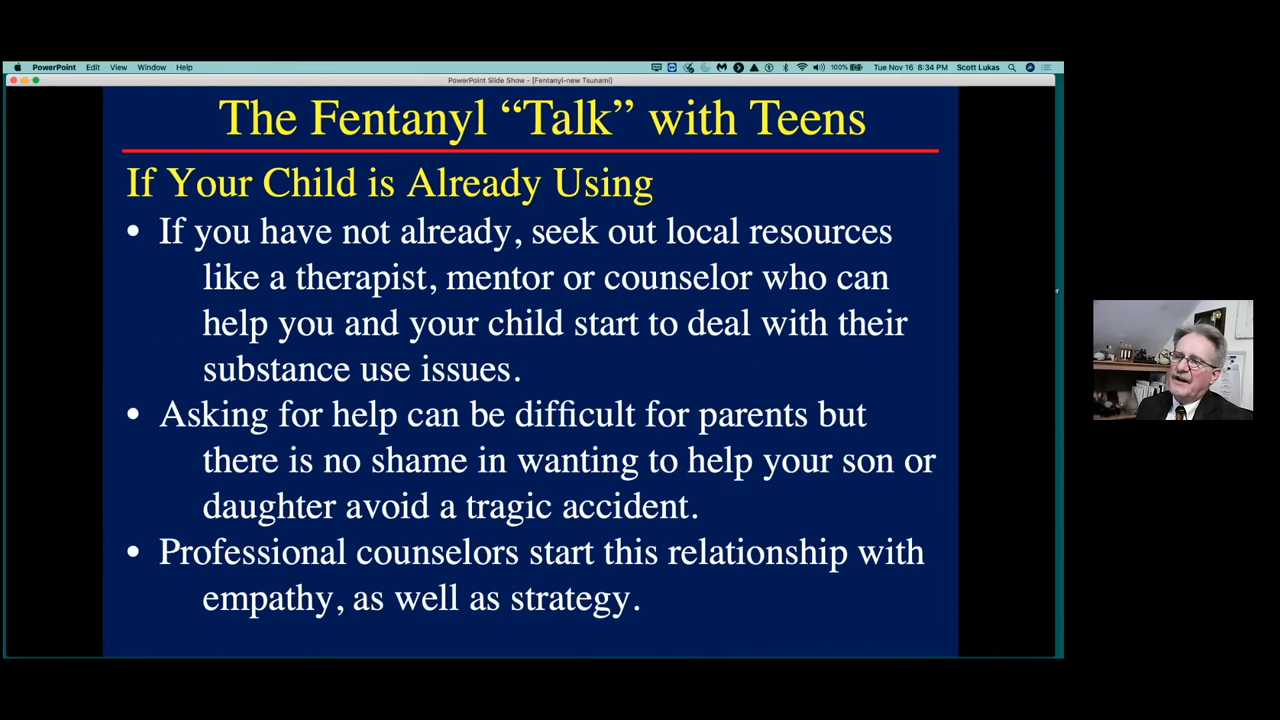 PowerPoint Edit View Window Help 100% Tue Nov 16 8:34 PM Scott Lukas
PowerPoint Slide Show - [Fentanyl-new Tsunami]
The Fentanyl “Talk” with Teens
If Your Child is Already Using
• If you have not already, seek out local resources
like a therapist, mentor or counselor who can
help you and your child start to deal with their
substance use issues.
• Asking for help can be difficult for parents but
there is no shame in wanting to help your son or
daughter avoid a tragic accident.
• Professional counselors start this relationship with
empathy, as well as strategy.